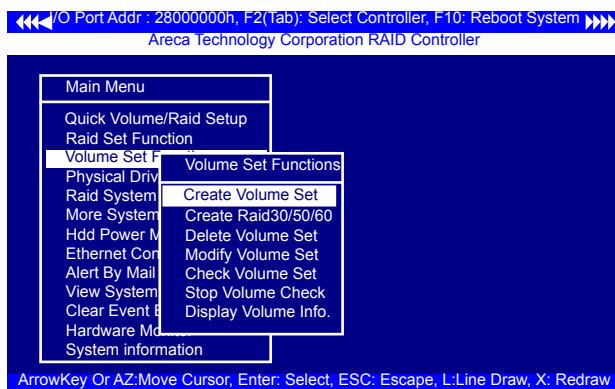 I/O Port Addr : 28000000h, F2(Tab): Select Controller, F10: Reboot System
Areca Technology Corporation RAID Controller
Main Menu
Quick Volume/Raid Setup
Raid Set Function
Volume Set F
Physical Driv
Raid System
More System
Hdd Power M
Ethernet Con
Alert By Mail
View System
Clear Event
Hardware Mo
System information
Volume Set Functions
Create Volume Set
Create Raid30/50/60
Delete Volume Set
Modify Volume Set
Check Volume Set
Stop Volume Check
Display Volume Info.
ArrowKey Or AZ:Move Cursor, Enter: Select, ESC: Escape, L:Line Draw, X: Redraw